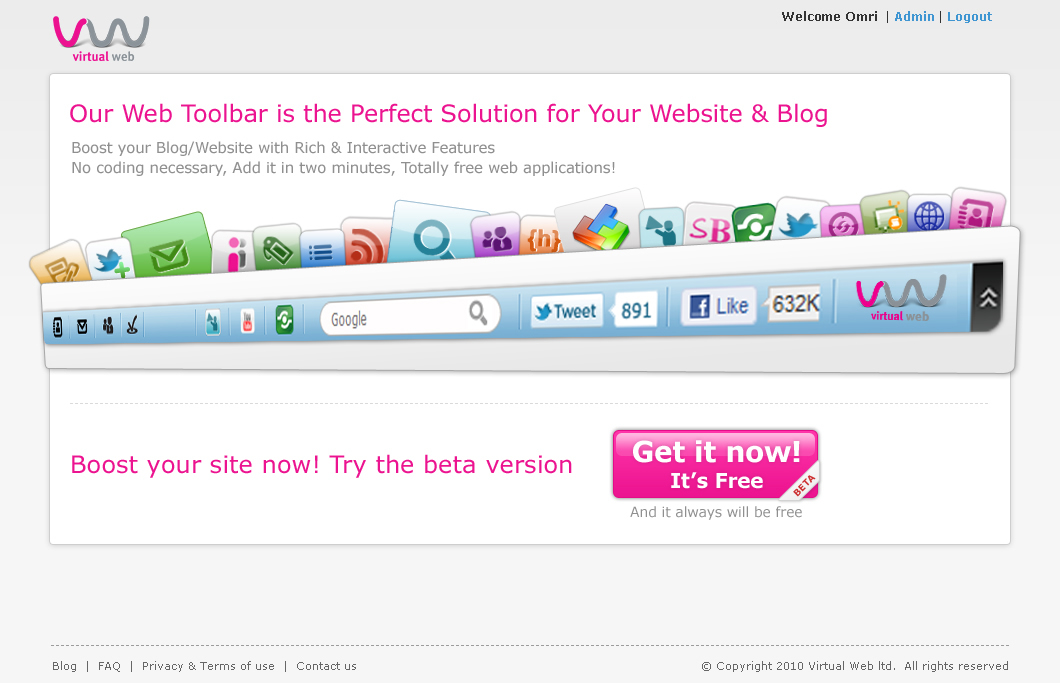 virtual web
Welcome Omri | Admin | Logout
Our Web Toolbar is the Perfect Solution for Your Website & Blog
Boost your Blog/Website with Rich & Interactive Features
No coding necessary, Add it in two minutes, Totally free web applications!
{h}
SB
Google
Tweet
891
f Like
632K
virtual web
Boost your site now! Try the beta version
Get it now!
It's Free
BETA
And it always will be free
Blog | FAQ | Privacy & Terms of use | Contact us
© Copyright 2010 Virtual Web ltd. All rights reserved